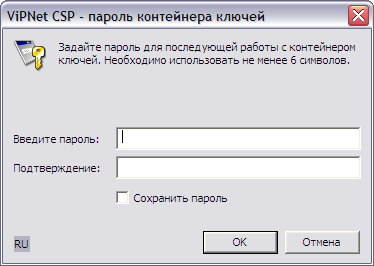 ViPNet CSP - пароль контейнера ключей
Задайте пароль для последующей работы с контейнером
ключей. Необходимо использовать не менее 6 символов.
Введите пароль:
Подтверждение:
Сохранить пароль
RU
OK
Отмена